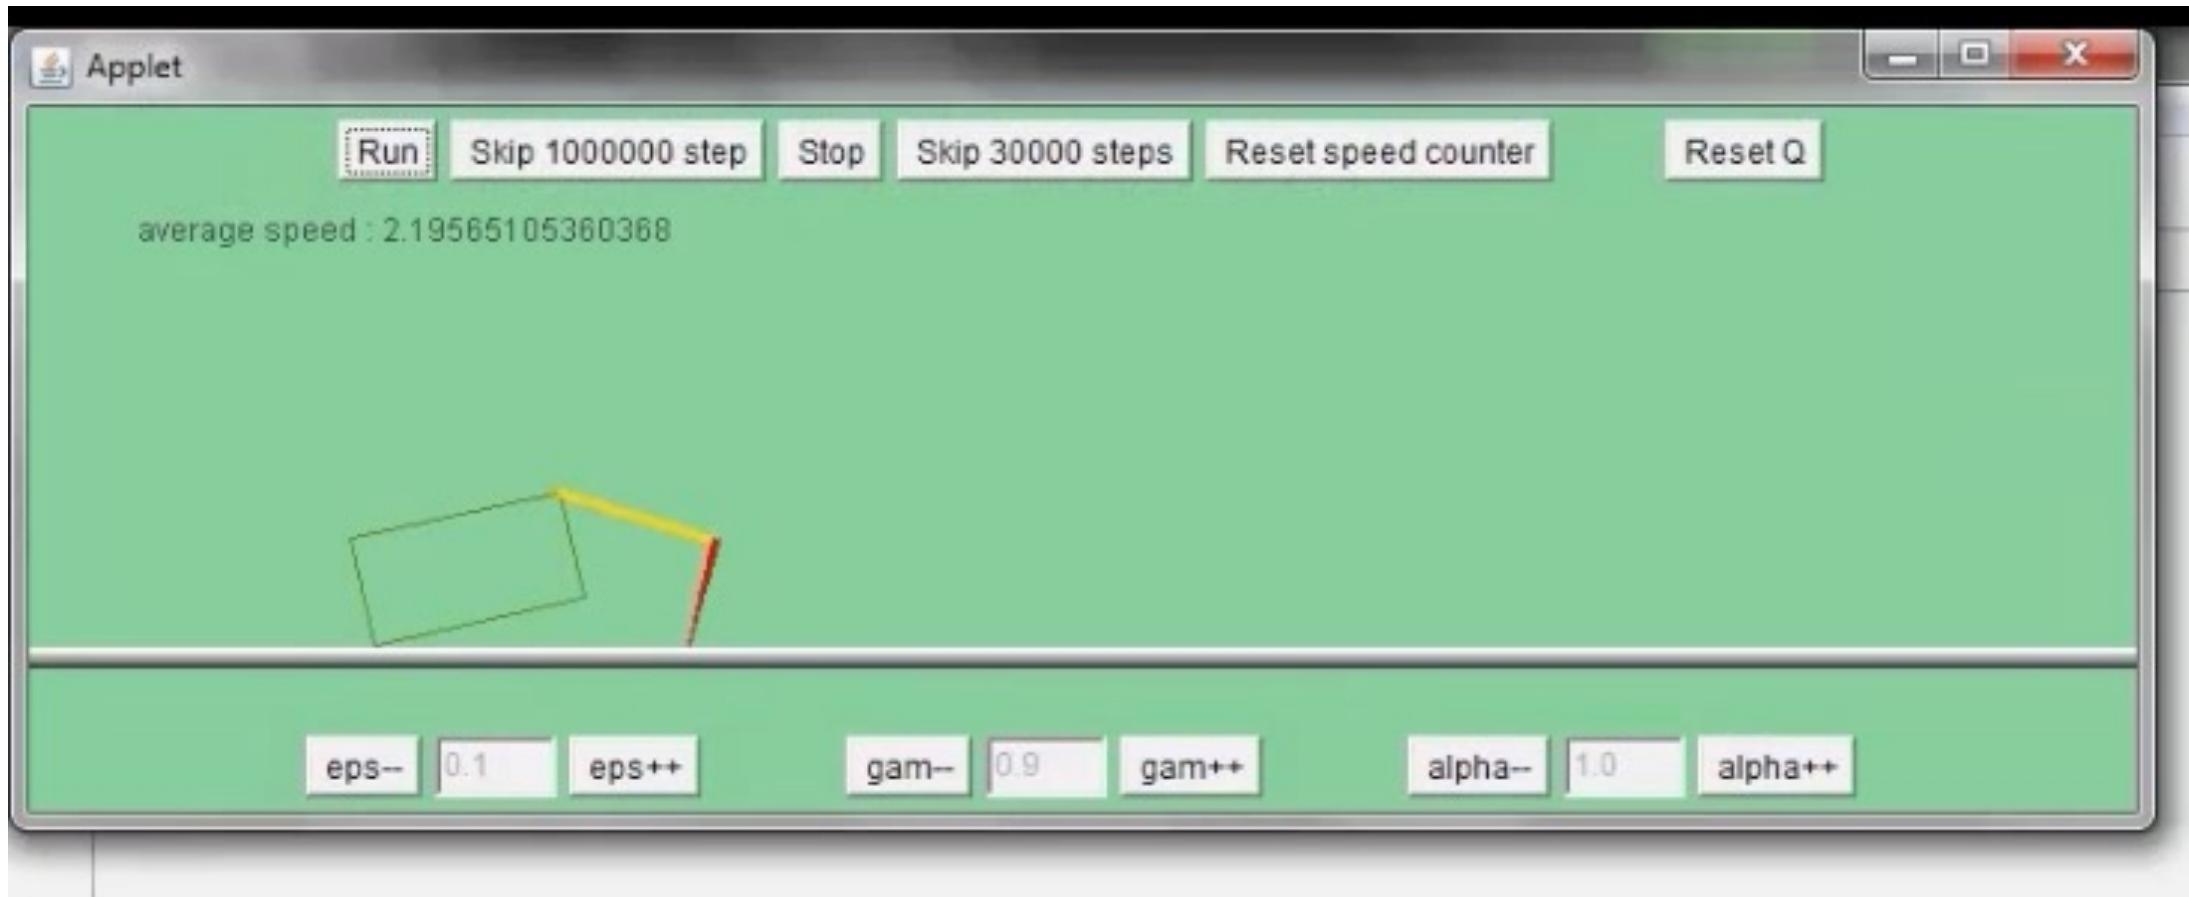 Applet
Run Skip 1000000 step Stop Skip 30000 steps Reset speed counter Reset Q
average speed : 2.19565105360368
eps-- 0.1 eps++ gam-- 0.9 gam++ alpha-- 1.0 alpha++